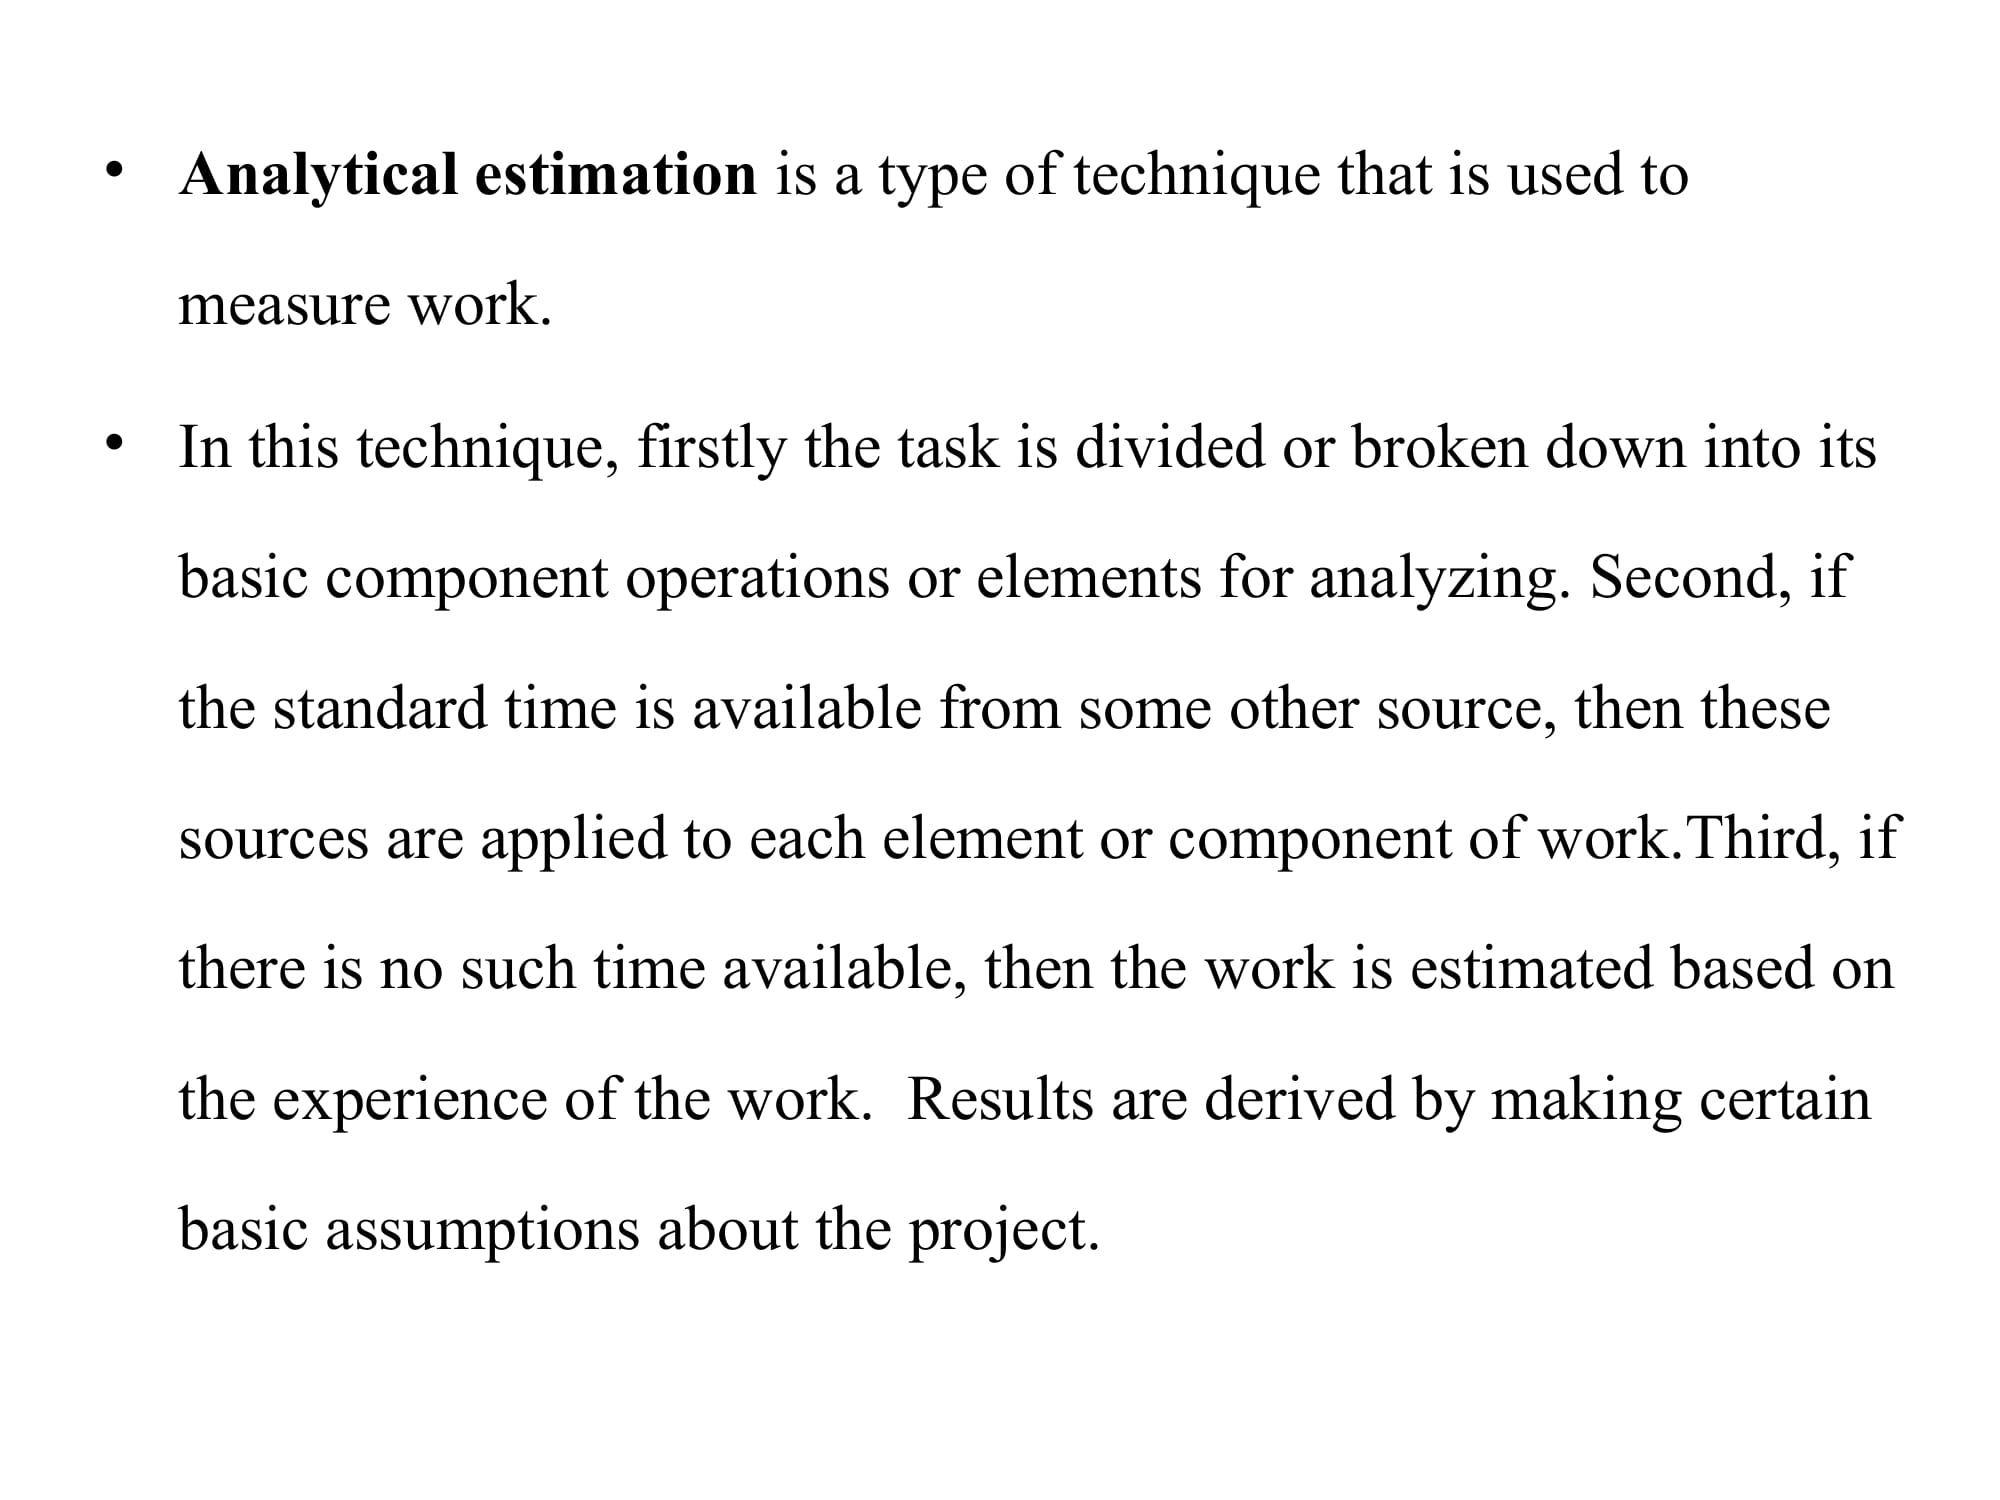 • Analytical estimation is a type of technique that is used to
measure work.
• In this technique, firstly the task is divided or broken down into its
basic component operations or elements for analyzing. Second, if
the standard time is available from some other source, then these
sources are applied to each element or component of work.Third, if
there is no such time available, then the work is estimated based on
the experience of the work.  Results are derived by making certain
basic assumptions about the project.